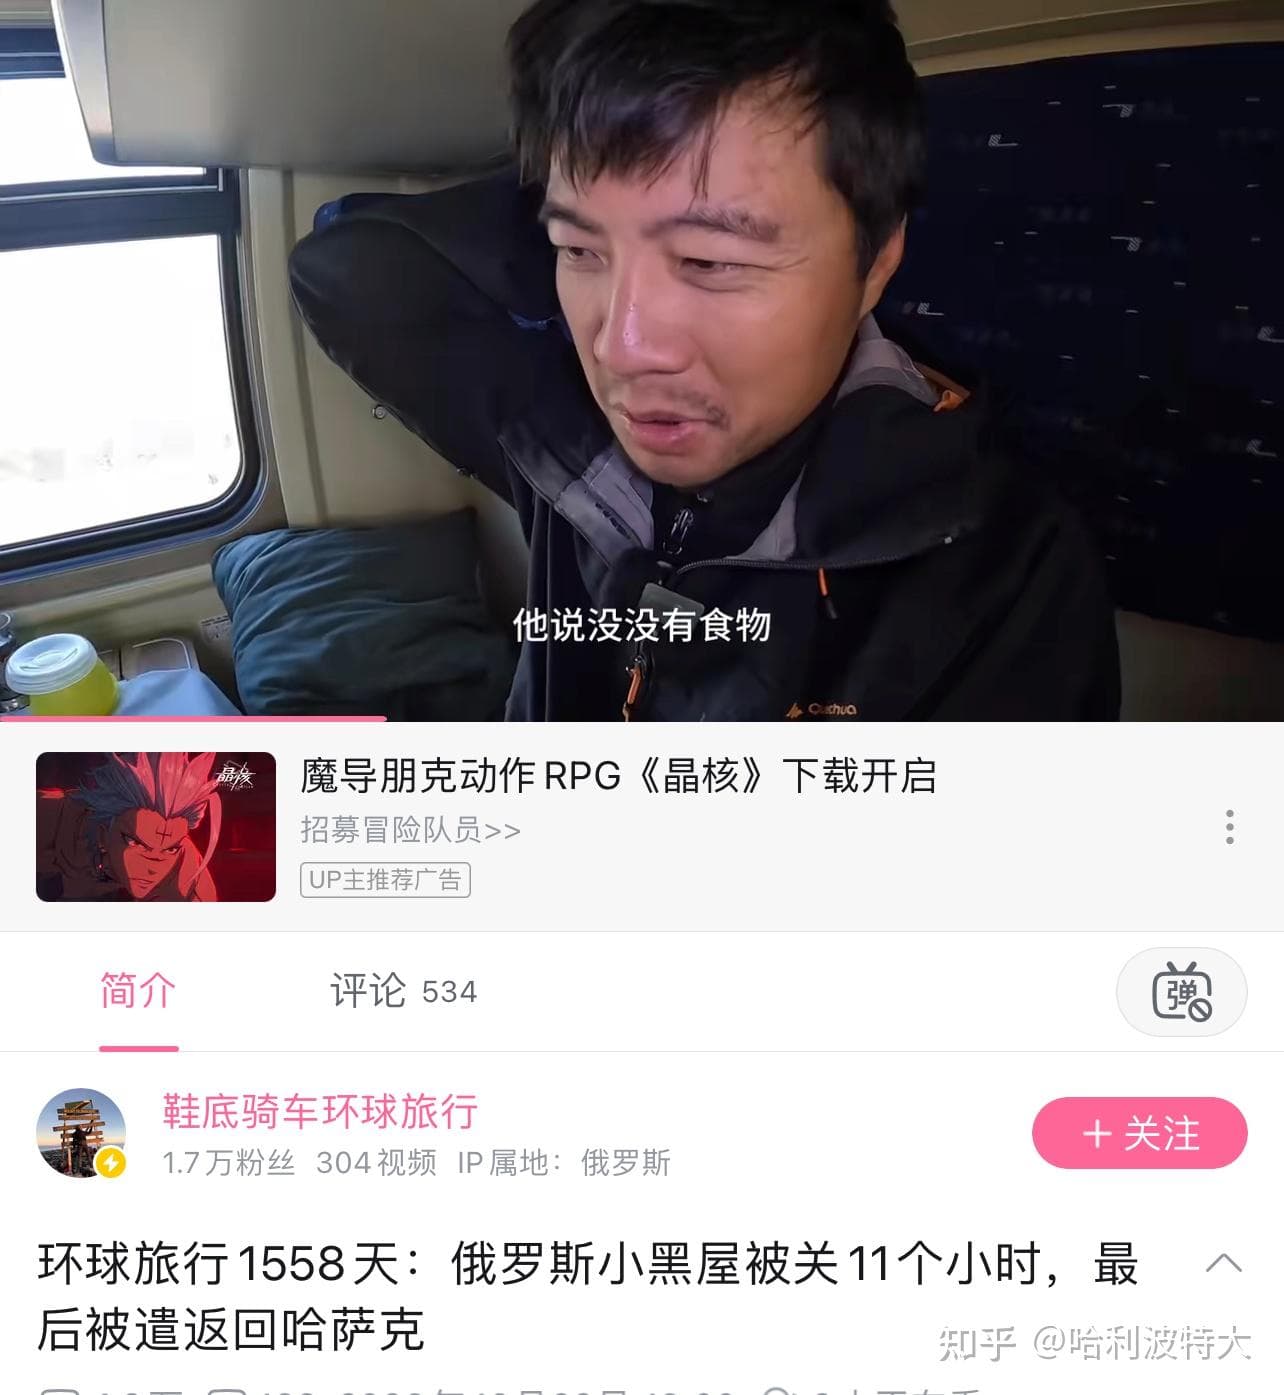 他说没没有食物
Quechua
晶核
魔导朋克动作RPG《晶核》下载开启
招募冒险队员>>
UP主推荐广告
简介
评论 534
弹
鞋底骑车环球旅行
1.7万粉丝 304视频 IP属地：俄罗斯
+ 关注
环球旅行1558天：俄罗斯小黑屋被关11个小时，最
后被遣返回哈萨克
知乎 @哈利波特大